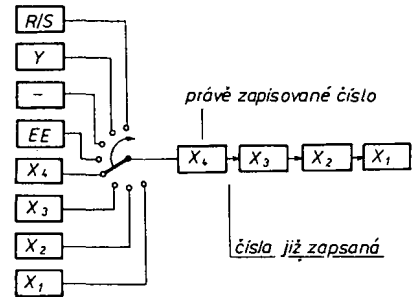 R/S
Y
–
EE
X4
X3
X2
X1
právě zapisované číslo
X4 X3 X2 X1
čísla již zapsaná